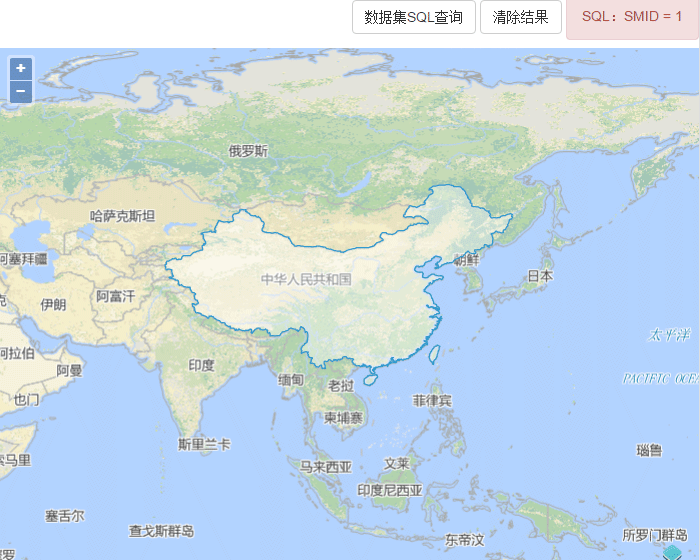 数据集SQL查询
清除结果
SQL：SMID = 1
+
−
俄罗斯
哈萨克斯坦
阿塞拜疆
中华人民共和国
朝鲜
日本
伊朗
阿富汗
太平洋
PACIFIC OCEA
阿拉伯
阿曼
印度
缅甸
老挝
也门
菲律宾
柬埔寨
斯里兰卡
瑙鲁
索马里
马来西亚
文莱
印度尼西亚
塞舌尔
查戈斯群岛
东帝汶
所罗门群岛